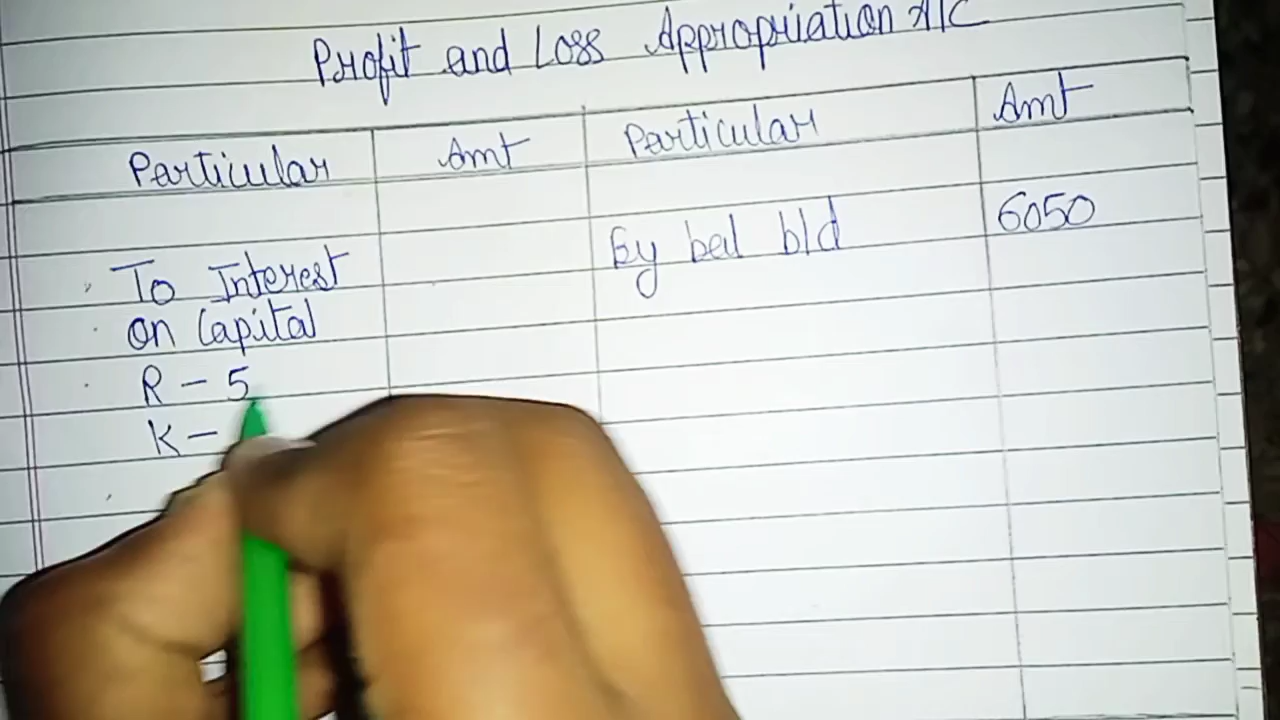 Profit and Loss Appropriation A/C
Particular Amt Particular Amt
To Interest By bal b/d 6050
on Capital
R - 5
K -